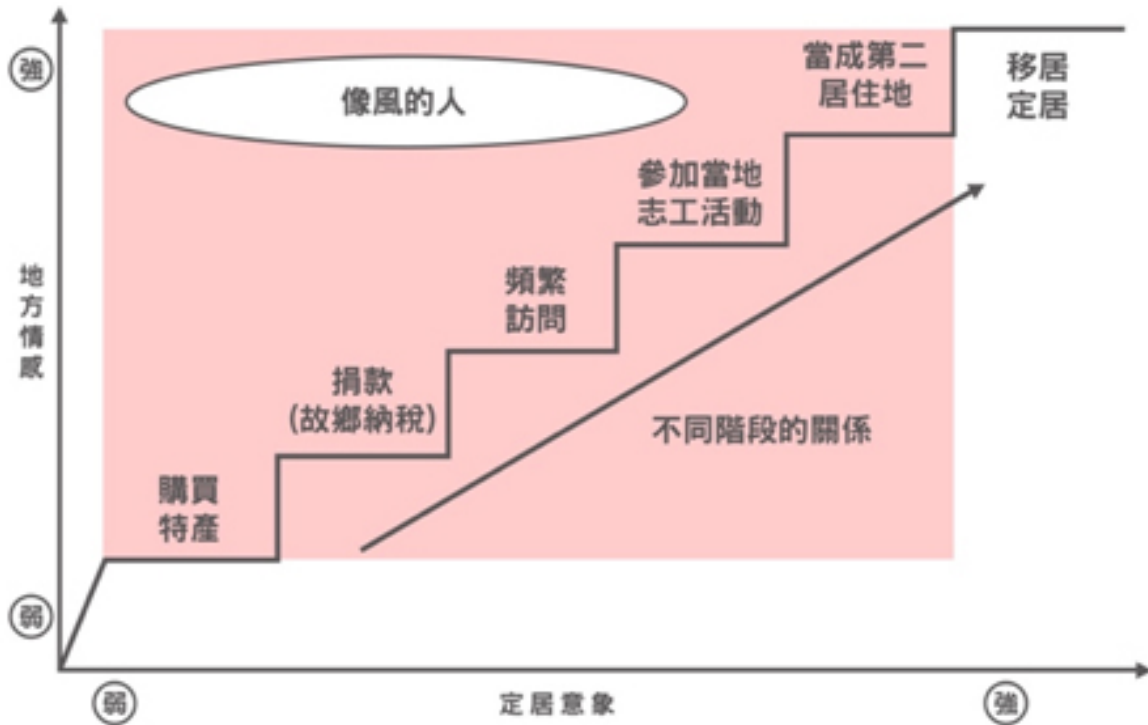 強
像風的人
當成第二
居住地
移居
定居
參加當地
志工活動
頻繁
訪問
地方情感
捐款
(故鄉納稅)
不同階段的關係
購買
特產
弱
弱
定居意象
強